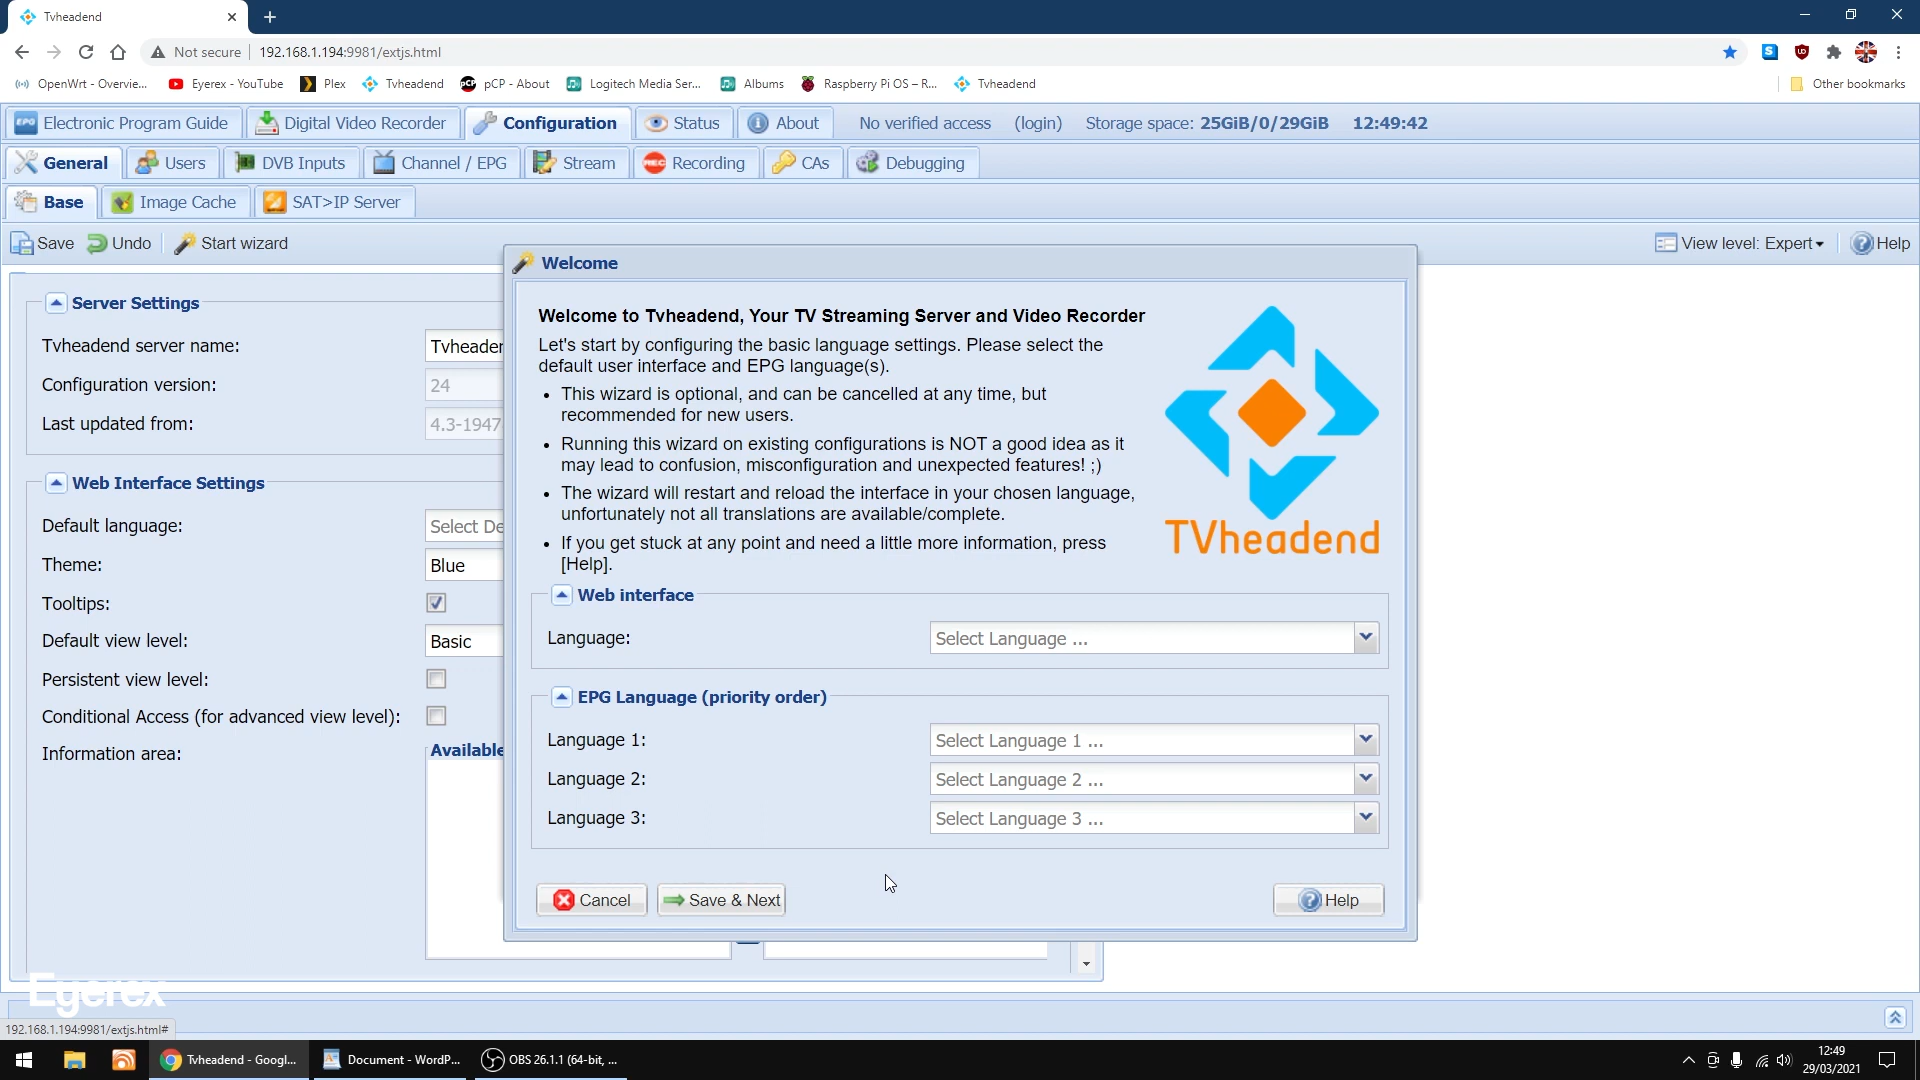 Tvheadend
Not secure
192.168.1.194:9981/extjs.html
OpenWrt - Overvie...
Eyerex - YouTube
Plex
Tvheadend
pCP
pCP - About
Logitech Media Ser...
Albums
Raspberry Pi OS – R...
Tvheadend
Other bookmarks
EPG
Electronic Program Guide
Digital Video Recorder
Configuration
Status
About
No verified access
(login)
Storage space: 25GiB/0/29GiB
12:49:42
General
Users
DVB Inputs
Channel / EPG
Stream
REC
Recording
CAs
Debugging
Base
Image Cache
SAT>IP Server
Save
Undo
Start wizard
View level: Expert
Help
Server Settings
Tvheadend server name:
Tvheader
Configuration version:
24
Last updated from:
4.3-1947
Web Interface Settings
Default language:
Select De
Theme:
Blue
Tooltips:
Default view level:
Basic
Persistent view level:
Conditional Access (for advanced view level):
Information area:
Available
Welcome
Welcome to Tvheadend, Your TV Streaming Server and Video Recorder
Let's start by configuring the basic language settings. Please select the
default user interface and EPG language(s).
• This wizard is optional, and can be cancelled at any time, but
recommended for new users.
• Running this wizard on existing configurations is NOT a good idea as it
may lead to confusion, misconfiguration and unexpected features! ;)
• The wizard will restart and reload the interface in your chosen language,
unfortunately not all translations are available/complete.
• If you get stuck at any point and need a little more information, press
[Help].
TVheadend
Web interface
Language:
Select Language ...
EPG Language (priority order)
Language 1:
Select Language 1 ...
Language 2:
Select Language 2 ...
Language 3:
Select Language 3 ...
Cancel
Save & Next
Help
Eyerex
192.168.1.194:9981/extjs.html#
Tvheadend - Googl...
Document - WordP...
OBS 26.1.1 (64-bit, ...
12:49
29/03/2021